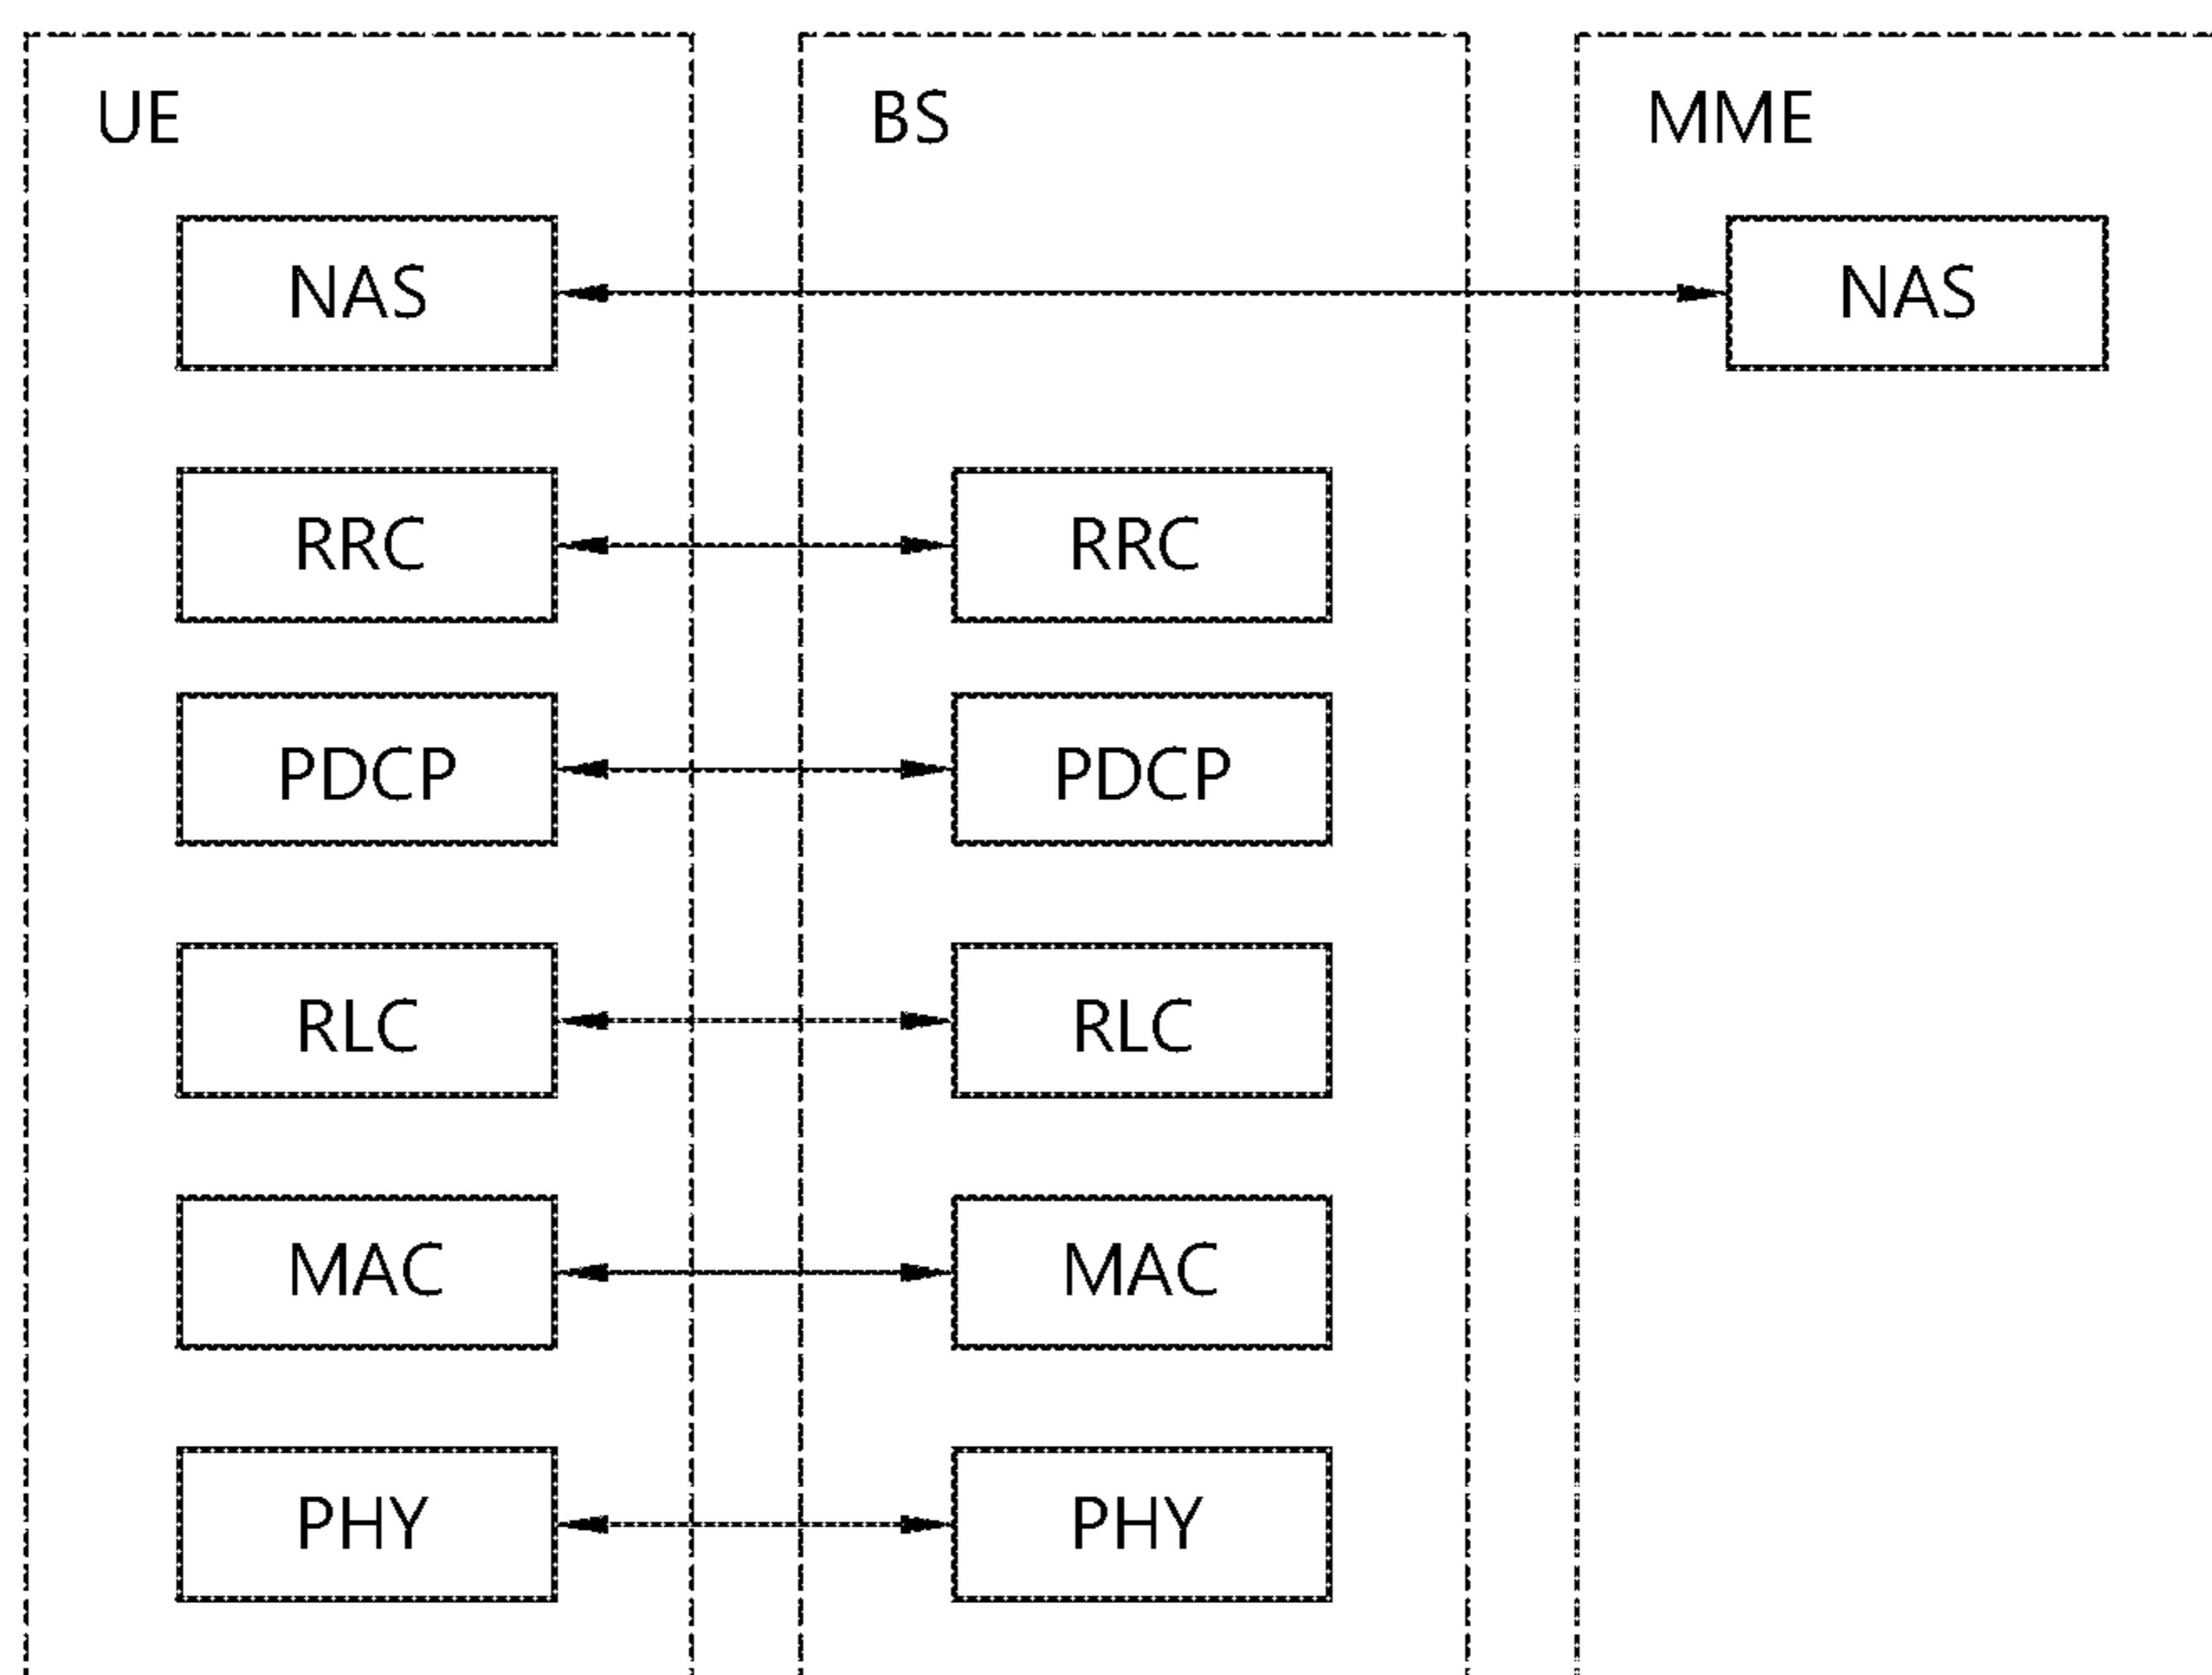 UE BS MME
NAS NAS
RRC RRC
PDCP PDCP
RLC RLC
MAC MAC
PHY PHY